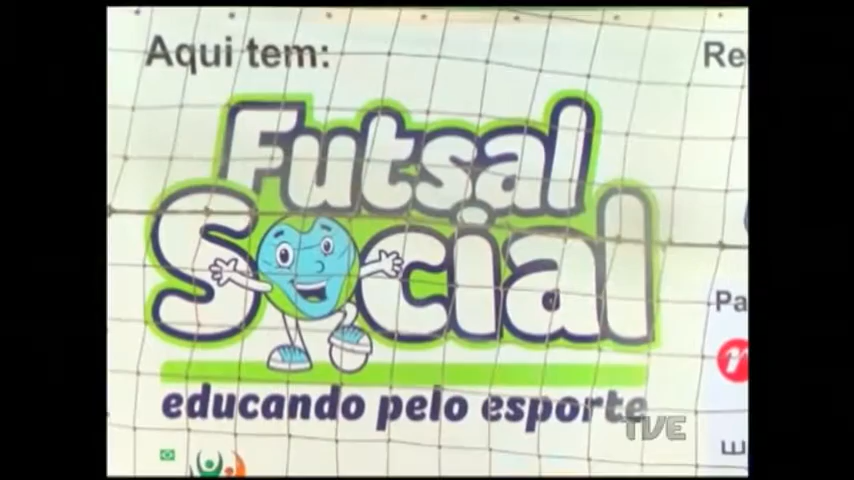 Aqui tem:
Re
Futsal
Social
Pa
educando pelo esporte
TVE